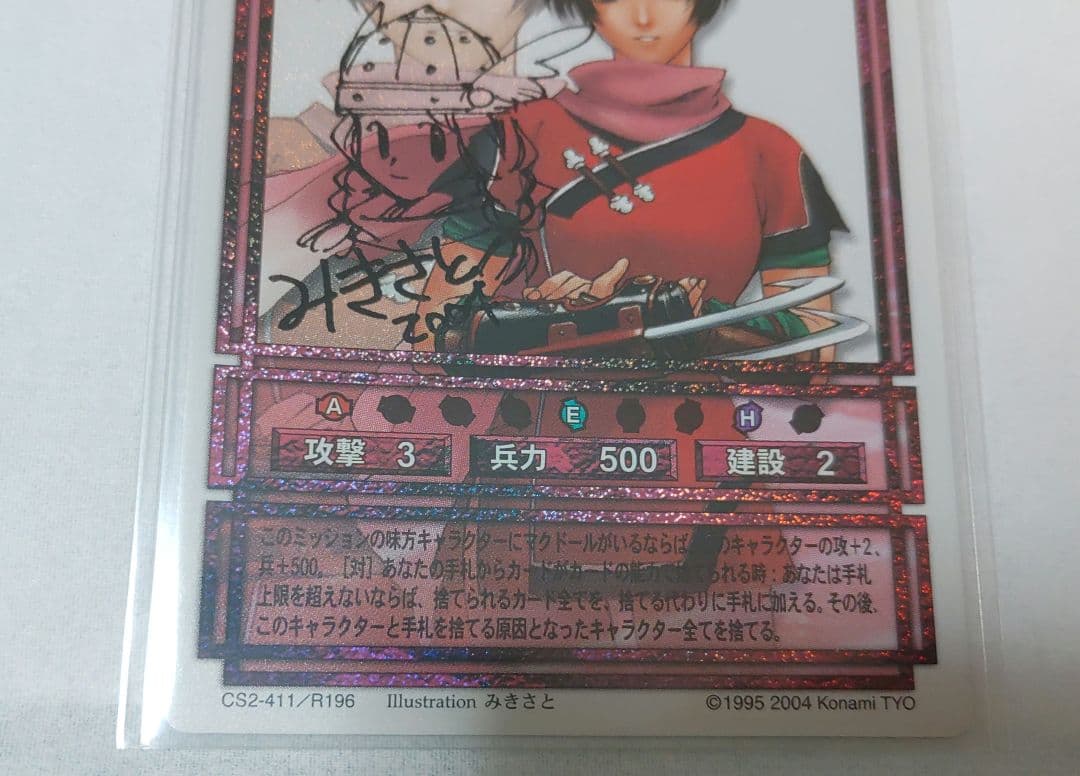 みきさと
2004
A E H
攻撃 3 兵力 500 建設 2
このミッションの味方キャラクターにマクドールがいるならば、このキャラクターの攻+2、
兵+500。［対］あなたの手札からカードがカードの能力で捨てられる時：あなたは手札
上限を超えないならば、捨てられるカード全てを、捨てる代わりに手札に加える。その後、
このキャラクターと手札を捨てる原因となったキャラクター全てを捨てる。
CS2-411/R196 Illustration みきさと ©1995 2004 Konami TYO